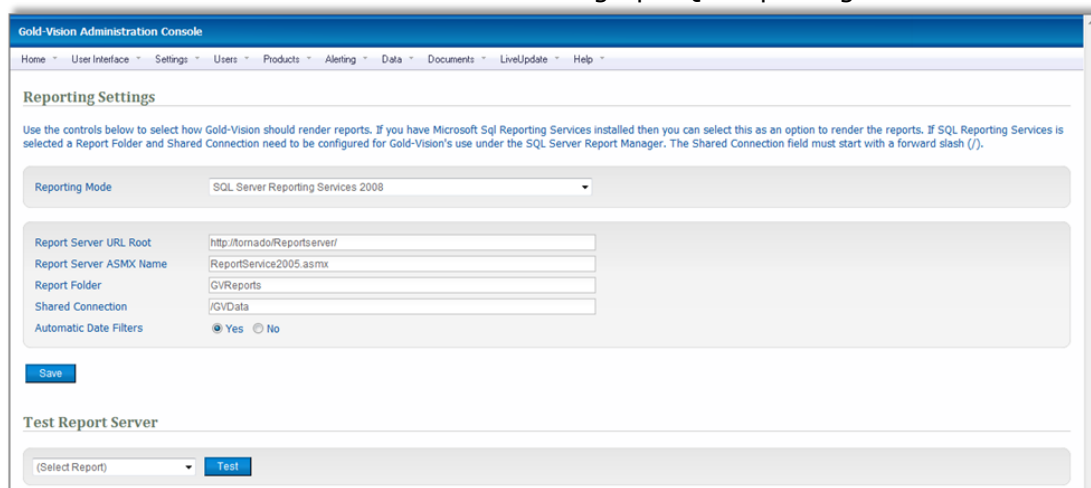 Gold-Vision Administration Console
Home User Interface Settings Users Products Alerting Data Documents LiveUpdate Help
Reporting Settings
Use the controls below to select how Gold-Vision should render reports. If you have Microsoft Sql Reporting Services installed then you can select this as an option to render the reports. If SQL Reporting Services is
selected a Report Folder and Shared Connection need to be configured for Gold-Vision's use under the SQL Server Report Manager. The Shared Connection field must start with a forward slash (/).
Reporting Mode SQL Server Reporting Services 2008
Report Server URL Root http://tornado/Reportserver/
Report Server ASMX Name ReportService2005.asmx
Report Folder GVReports
Shared Connection /GVData
Automatic Date Filters Yes No
Save
Test Report Server
(Select Report) Test